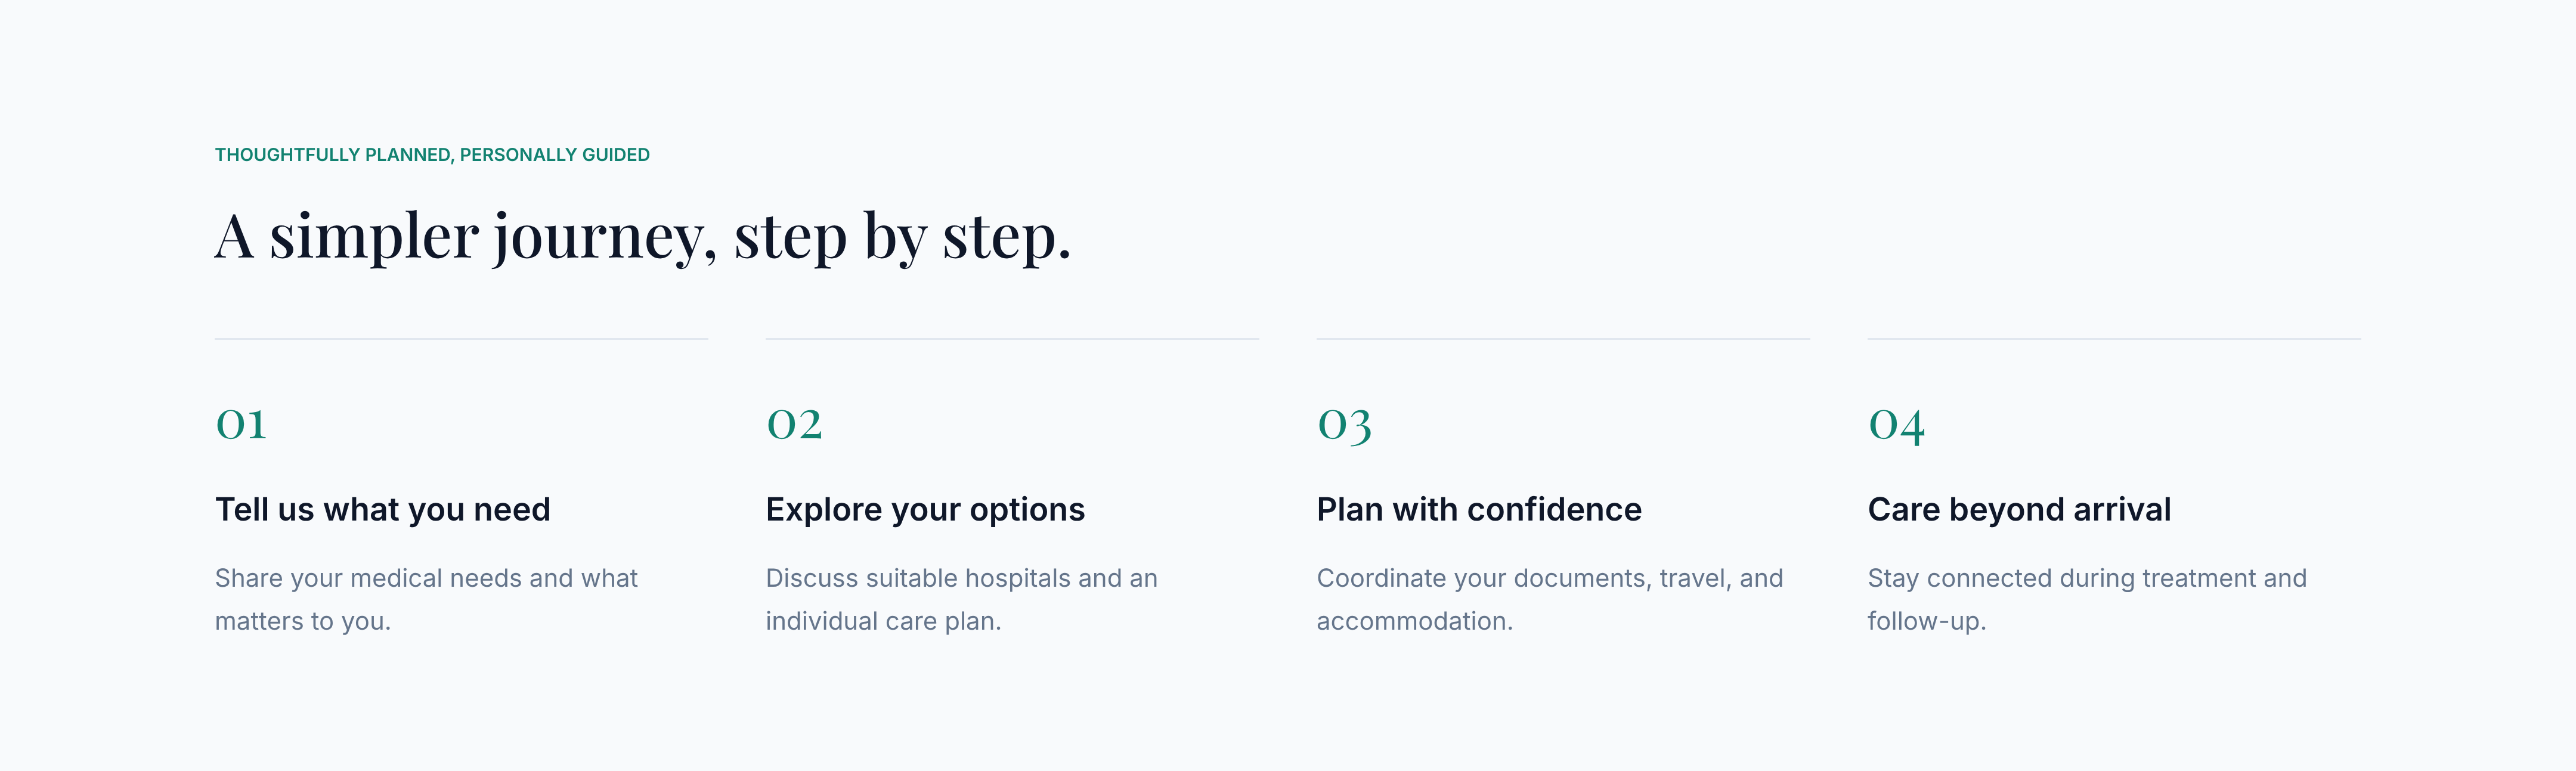 THOUGHTFULLY PLANNED, PERSONALLY GUIDED
A simpler journey, step by step.
01
Tell us what you need
Share your medical needs and what
matters to you.
02
Explore your options
Discuss suitable hospitals and an
individual care plan.
03
Plan with confidence
Coordinate your documents, travel, and
accommodation.
04
Care beyond arrival
Stay connected during treatment and
follow-up.